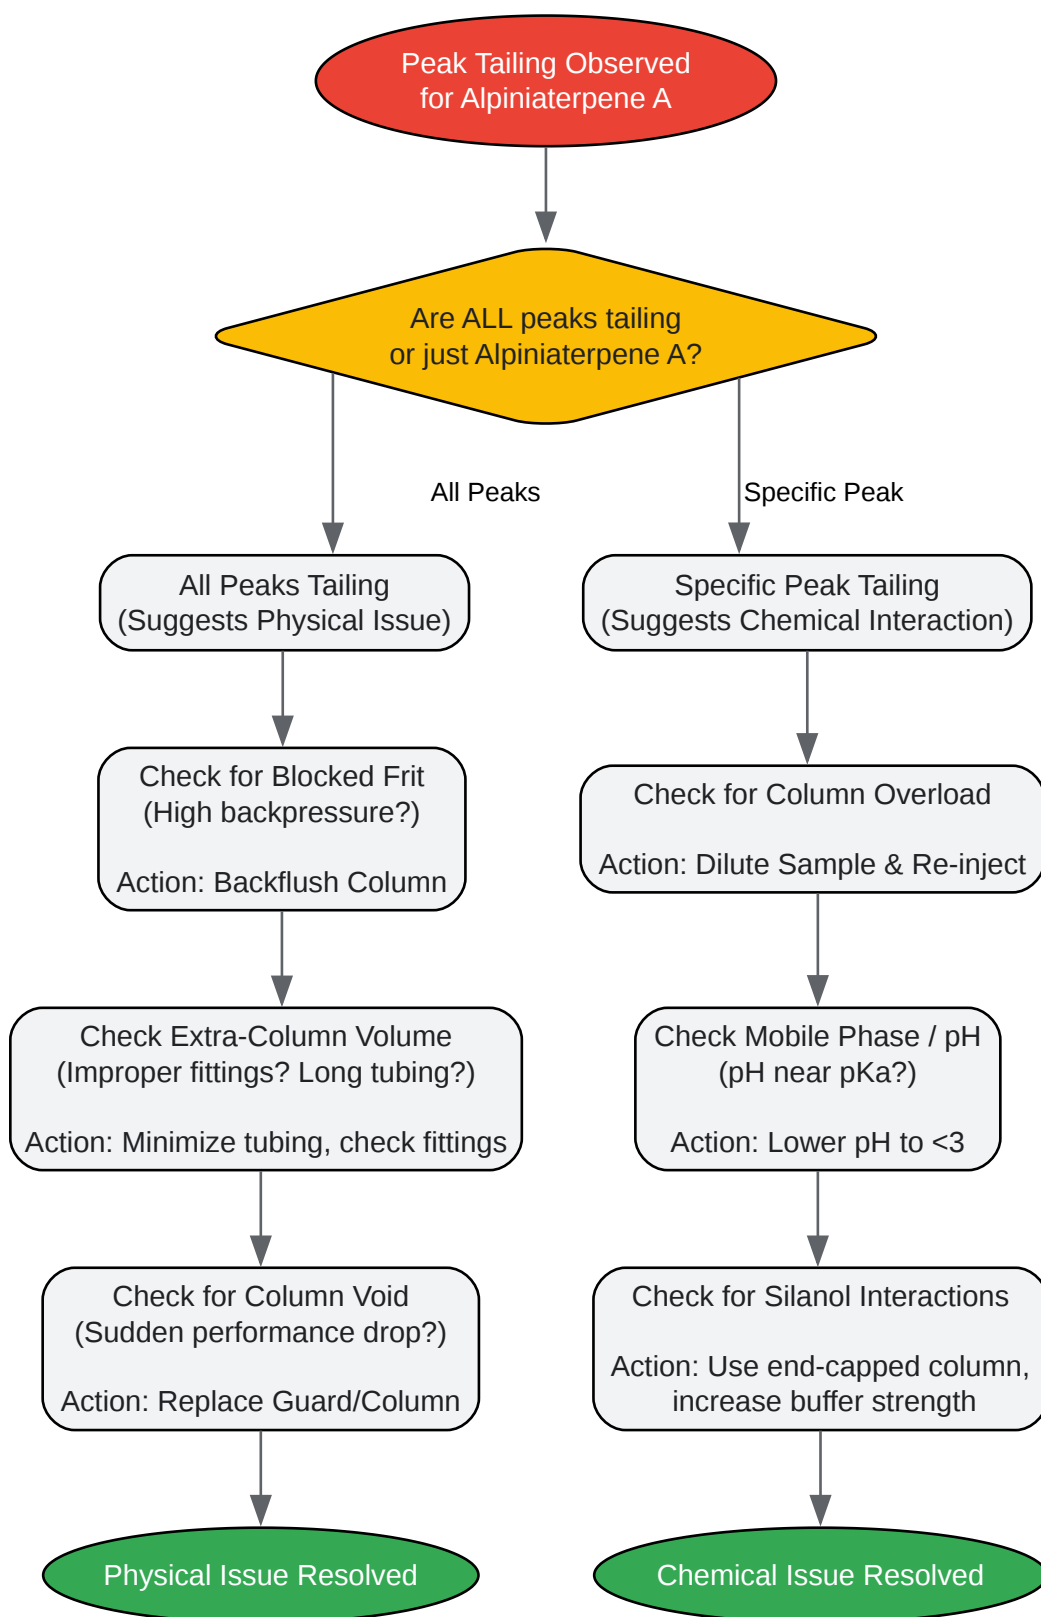 Peak Tailing Observed
for Alpiniaterpene A
Are ALL peaks tailing
or just Alpiniaterpene A?
All Peaks
Specific Peak
All Peaks Tailing
(Suggests Physical Issue)
Specific Peak Tailing
(Suggests Chemical Interaction)
Check for Blocked Frit
(High backpressure?)
Action: Backflush Column
Check for Column Overload
Action: Dilute Sample & Re-inject
Check Extra-Column Volume
(Improper fittings? Long tubing?)
Action: Minimize tubing, check fittings
Check Mobile Phase / pH
(pH near pKa?)
Action: Lower pH to <3
Check for Column Void
(Sudden performance drop?)
Action: Replace Guard/Column
Check for Silanol Interactions
Action: Use end-capped column,
increase buffer strength
Physical Issue Resolved
Chemical Issue Resolved